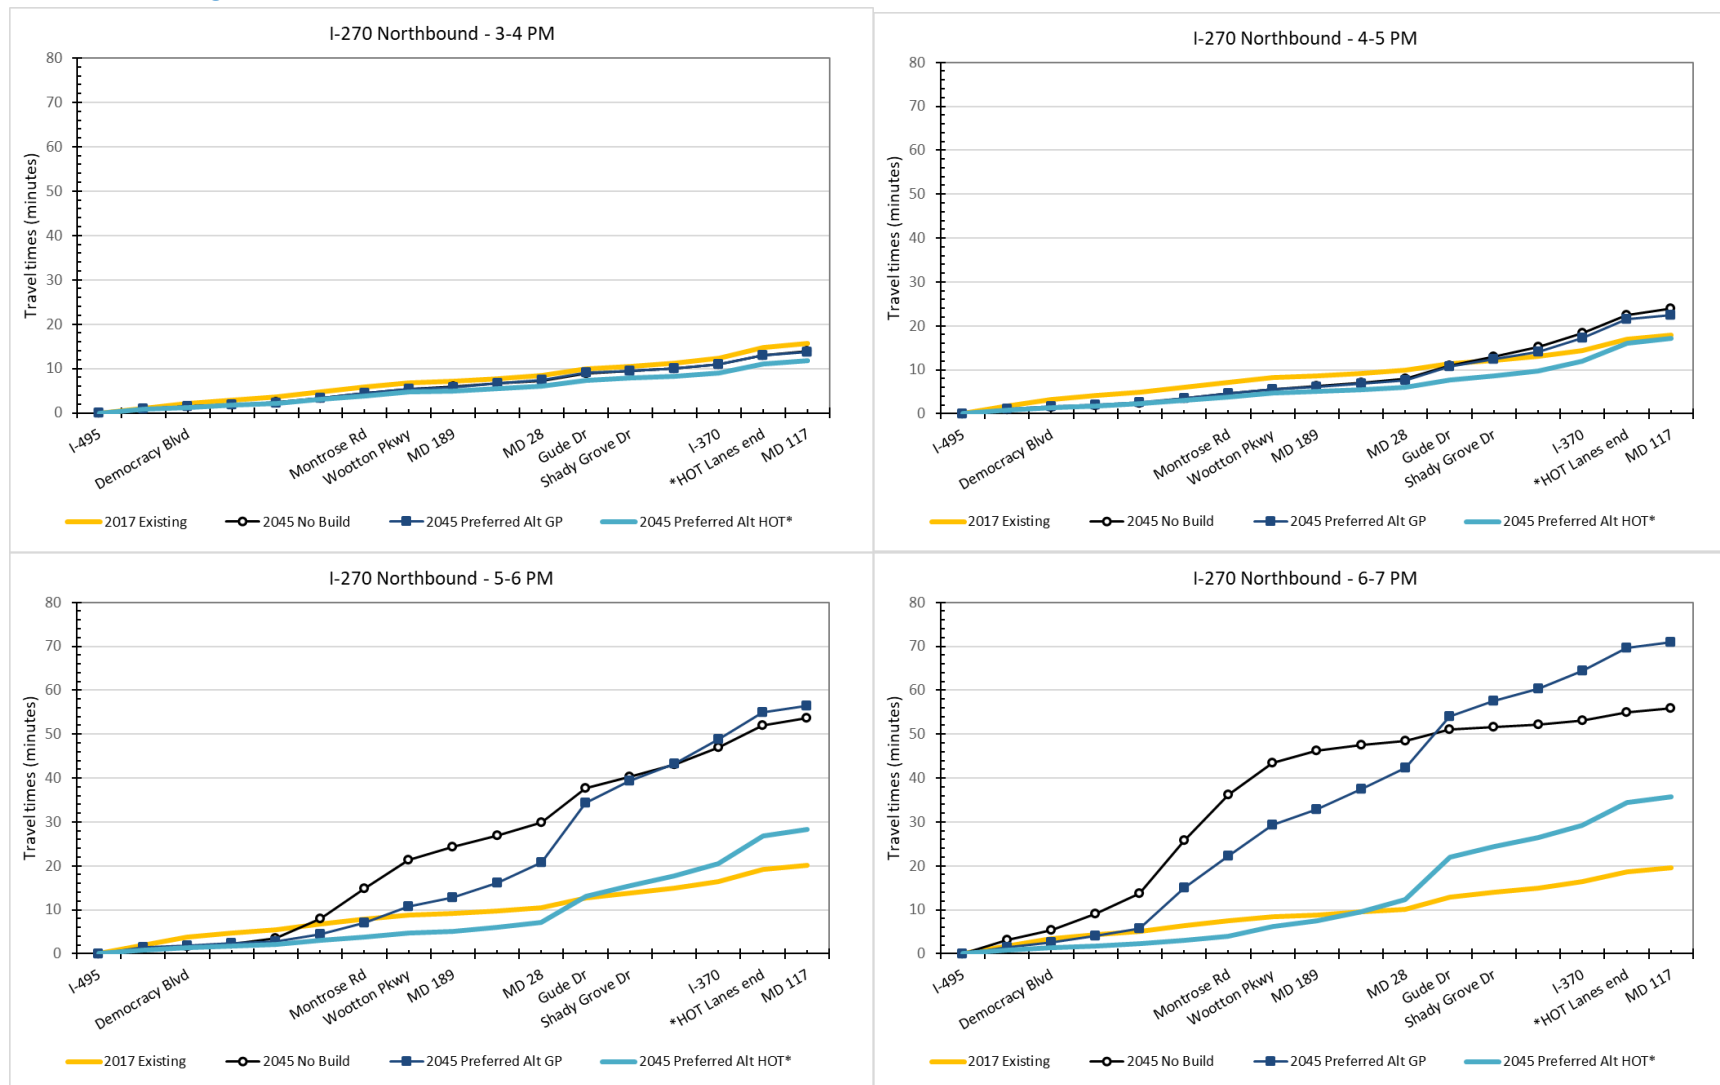 I-270 Northbound - 3-4 PM
80
70
60
50
40
30
20
10
0
Travel times (minutes)
I-495
Democracy Blvd
Montrose Rd
Wootton Pkwy
MD 189
MD 28
Gude Dr
Shady Grove Dr
I-370
*HOT Lanes end
MD 117
2017 Existing
2045 No Build
2045 Preferred Alt GP
2045 Preferred Alt HOT*
I-270 Northbound - 4-5 PM
80
70
60
50
40
30
20
10
0
Travel times (minutes)
I-495
Democracy Blvd
Montrose Rd
Wootton Pkwy
MD 189
MD 28
Gude Dr
Shady Grove Dr
I-370
*HOT Lanes end
MD 117
2017 Existing
2045 No Build
2045 Preferred Alt GP
2045 Preferred Alt HOT*
I-270 Northbound - 5-6 PM
80
70
60
50
40
30
20
10
0
Travel times (minutes)
I-495
Democracy Blvd
Montrose Rd
Wootton Pkwy
MD 189
MD 28
Gude Dr
Shady Grove Dr
I-370
*HOT Lanes end
MD 117
2017 Existing
2045 No Build
2045 Preferred Alt GP
2045 Preferred Alt HOT*
I-270 Northbound - 6-7 PM
80
70
60
50
40
30
20
10
0
Travel times (minutes)
I-495
Democracy Blvd
Montrose Rd
Wootton Pkwy
MD 189
MD 28
Gude Dr
Shady Grove Dr
I-370
*HOT Lanes end
MD 117
2017 Existing
2045 No Build
2045 Preferred Alt GP
2045 Preferred Alt HOT*